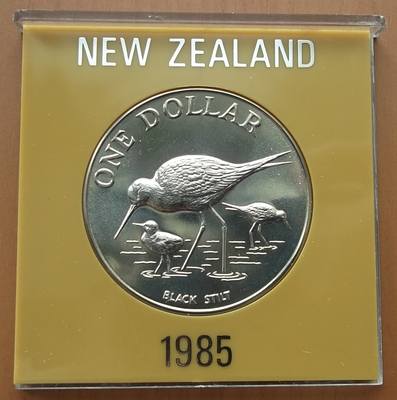 NEW ZEALAND
ONE DOLLAR
BLACK STILT
1985